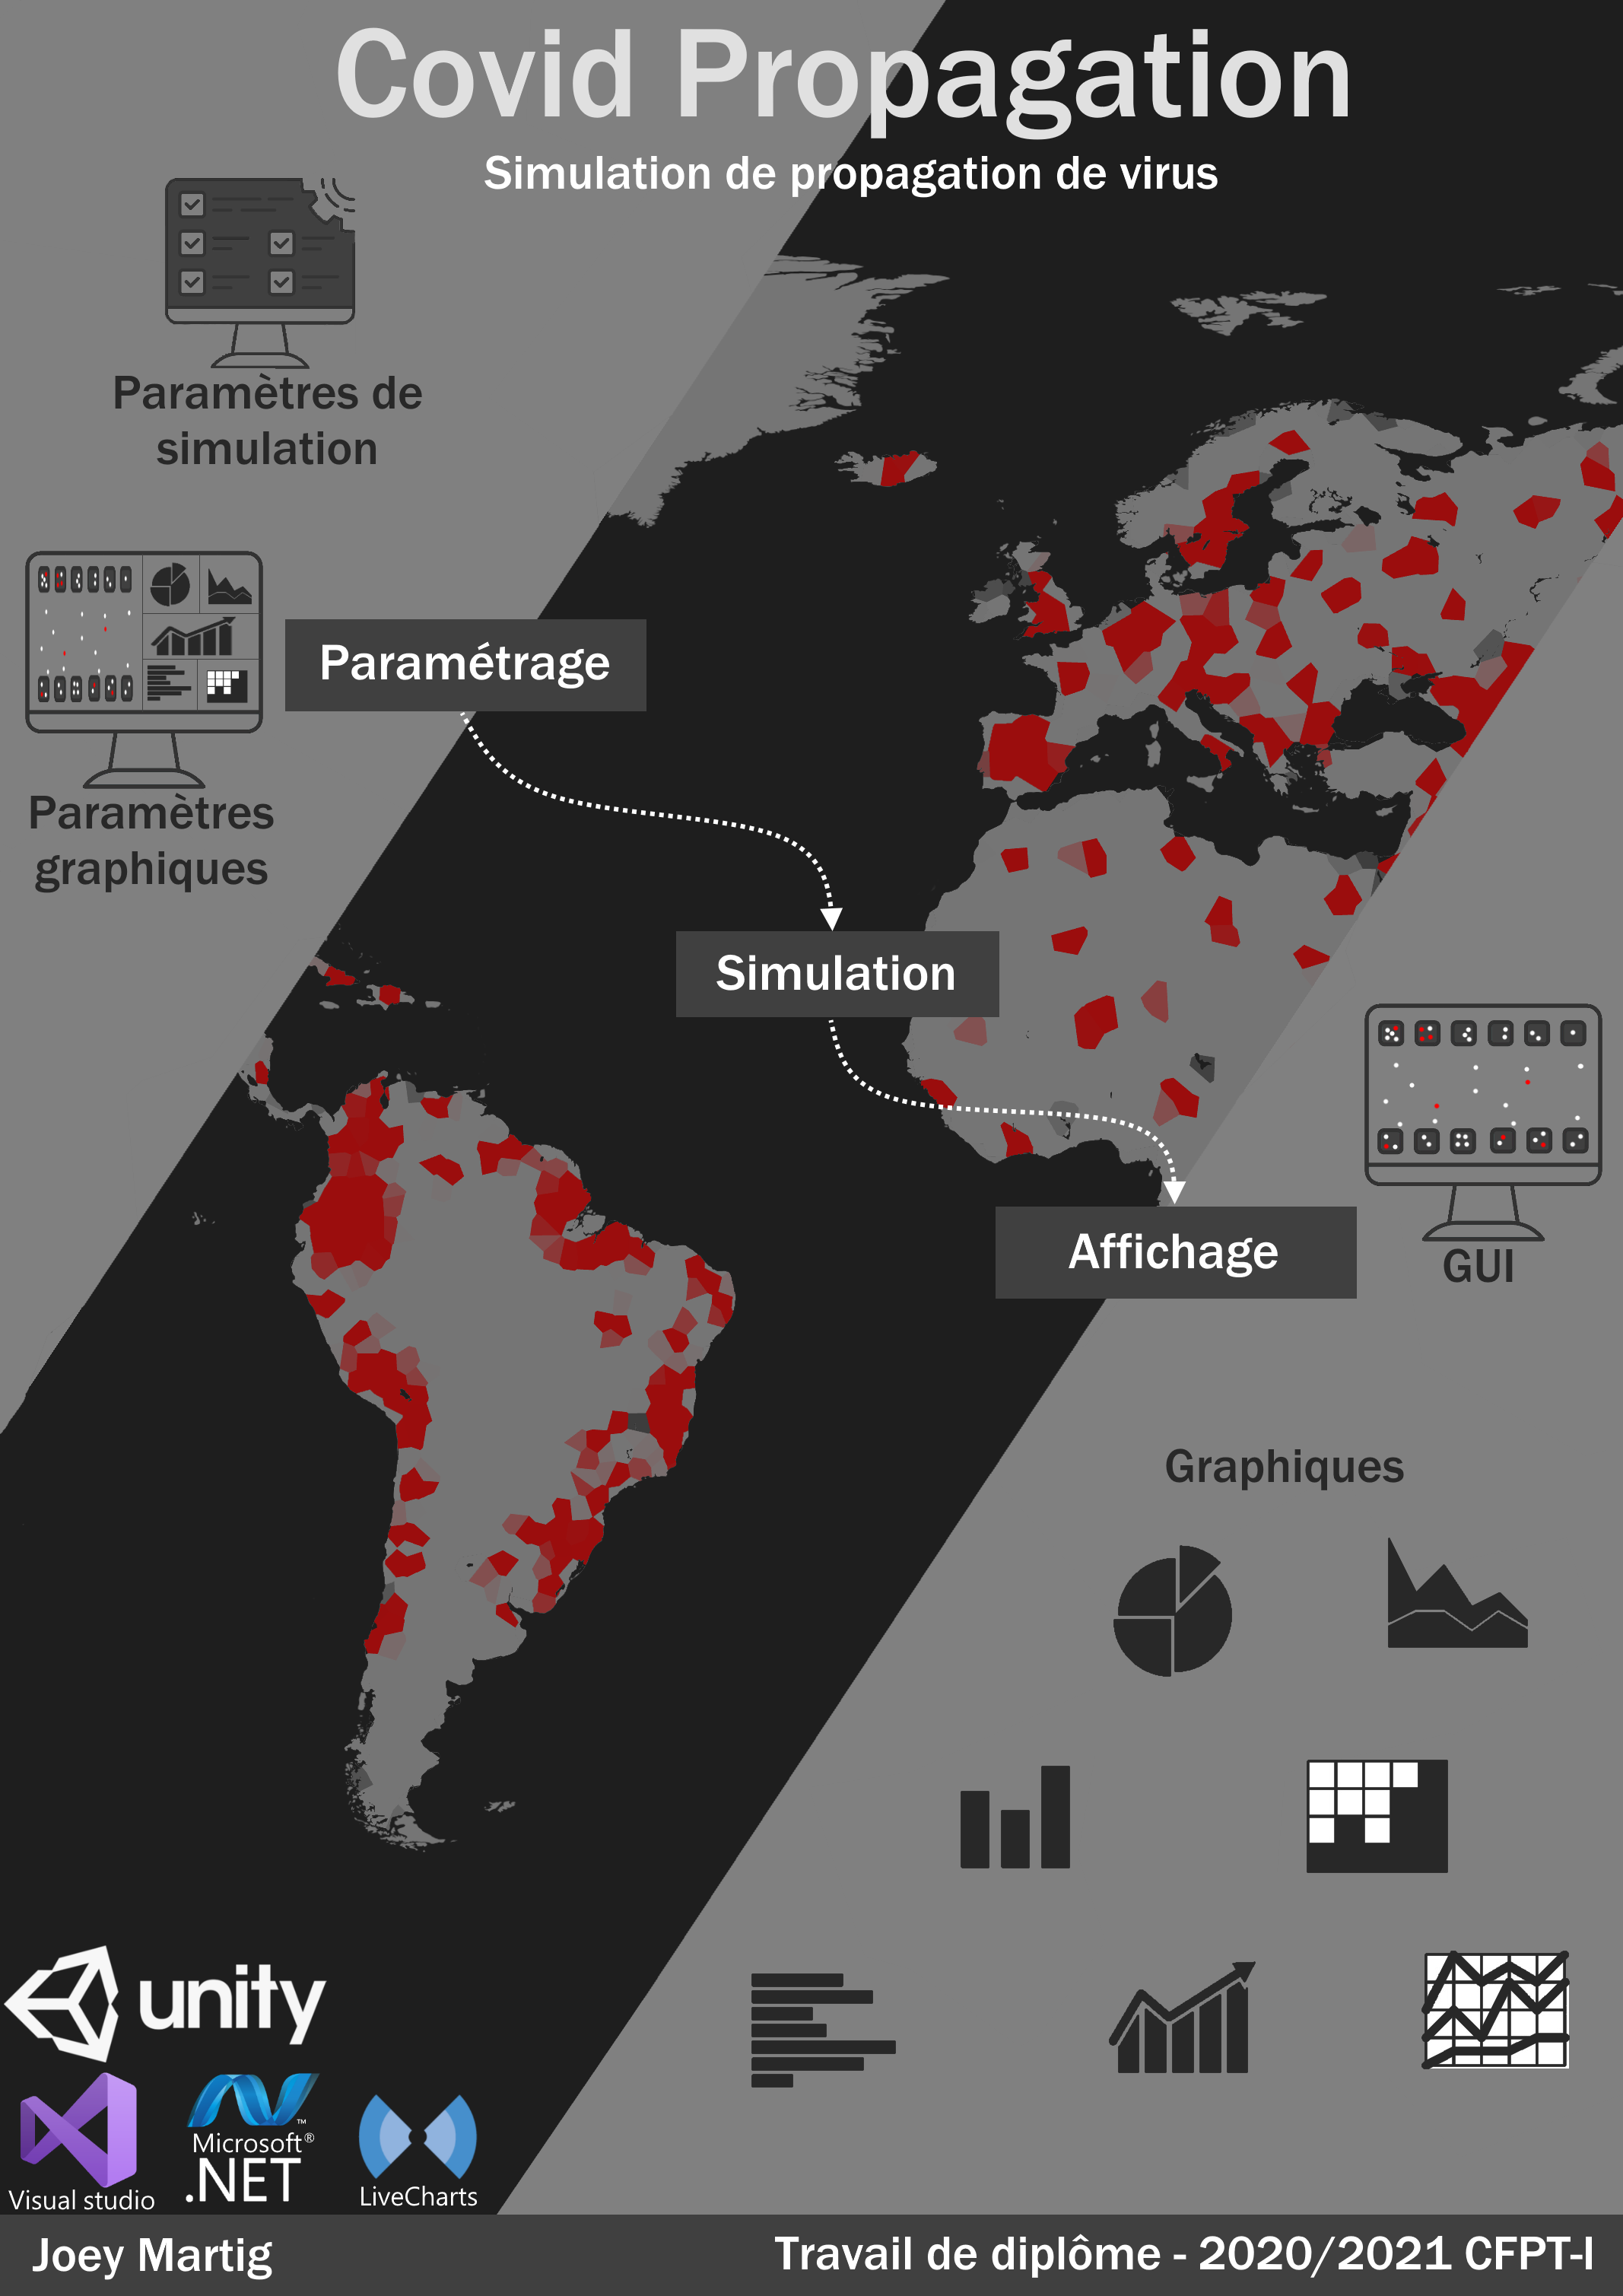 Covid Propagation
Simulation de propagation de virus
Paramètres de
simulation
Paramétrage
Paramètres
graphiques
Simulation
Affichage
GUI
Graphiques
unity
Visual studio
Microsoft®
.NET
™
LiveCharts
Joey Martig
Travail de diplôme - 2020/2021 CFPT-I